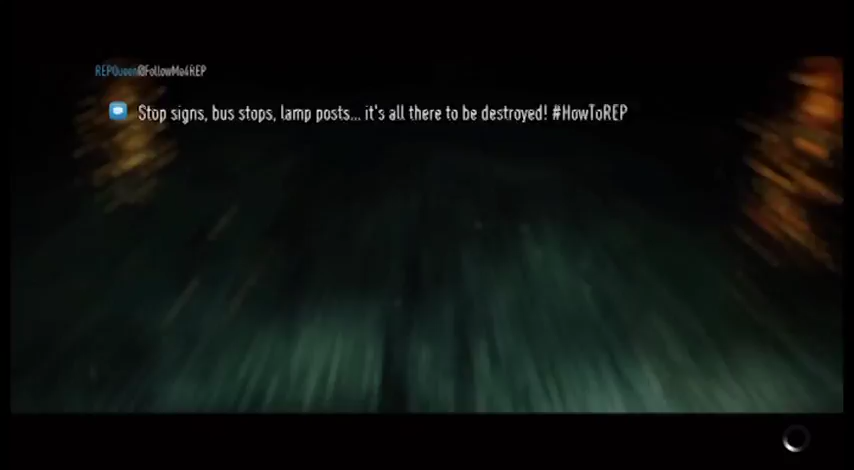 REPQueen@FollowMe4REP
Stop signs, bus stops, lamp posts... it's all there to be destroyed! #HowToREP